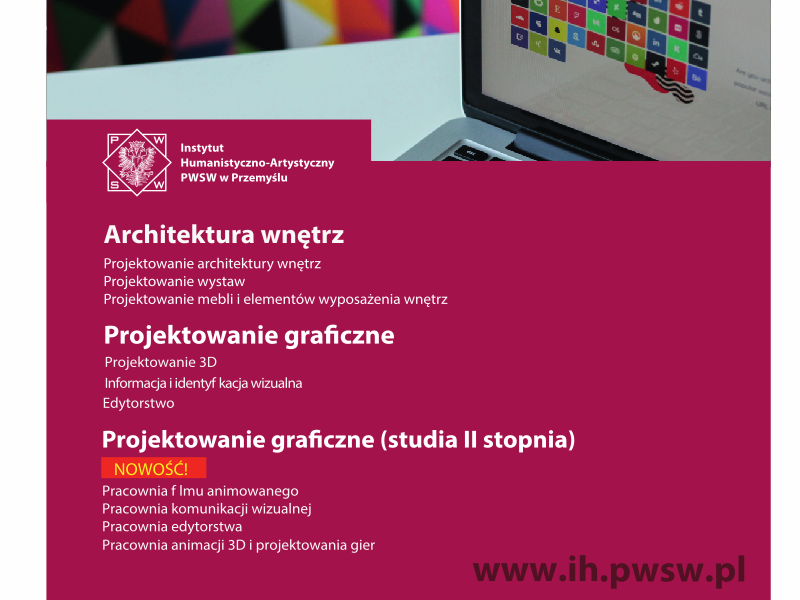 P W
S W
Instytut
Humanistyczno-Artystyczny
PWSW w Przemyślu
Architektura wnętrz
Projektowanie architektury wnętrz
Projektowanie wystaw
Projektowanie mebli i elementów wyposażenia wnętrz
Projektowanie graficzne
Projektowanie 3D
Informacja i identyf kacja wizualna
Edytorstwo
Projektowanie graficzne (studia II stopnia)
NOWOŚĆ!
Pracownia f lmu animowanego
Pracownia komunikacji wizualnej
Pracownia edytorstwa
Pracownia animacji 3D i projektowania gier
www.ih.pwsw.pl